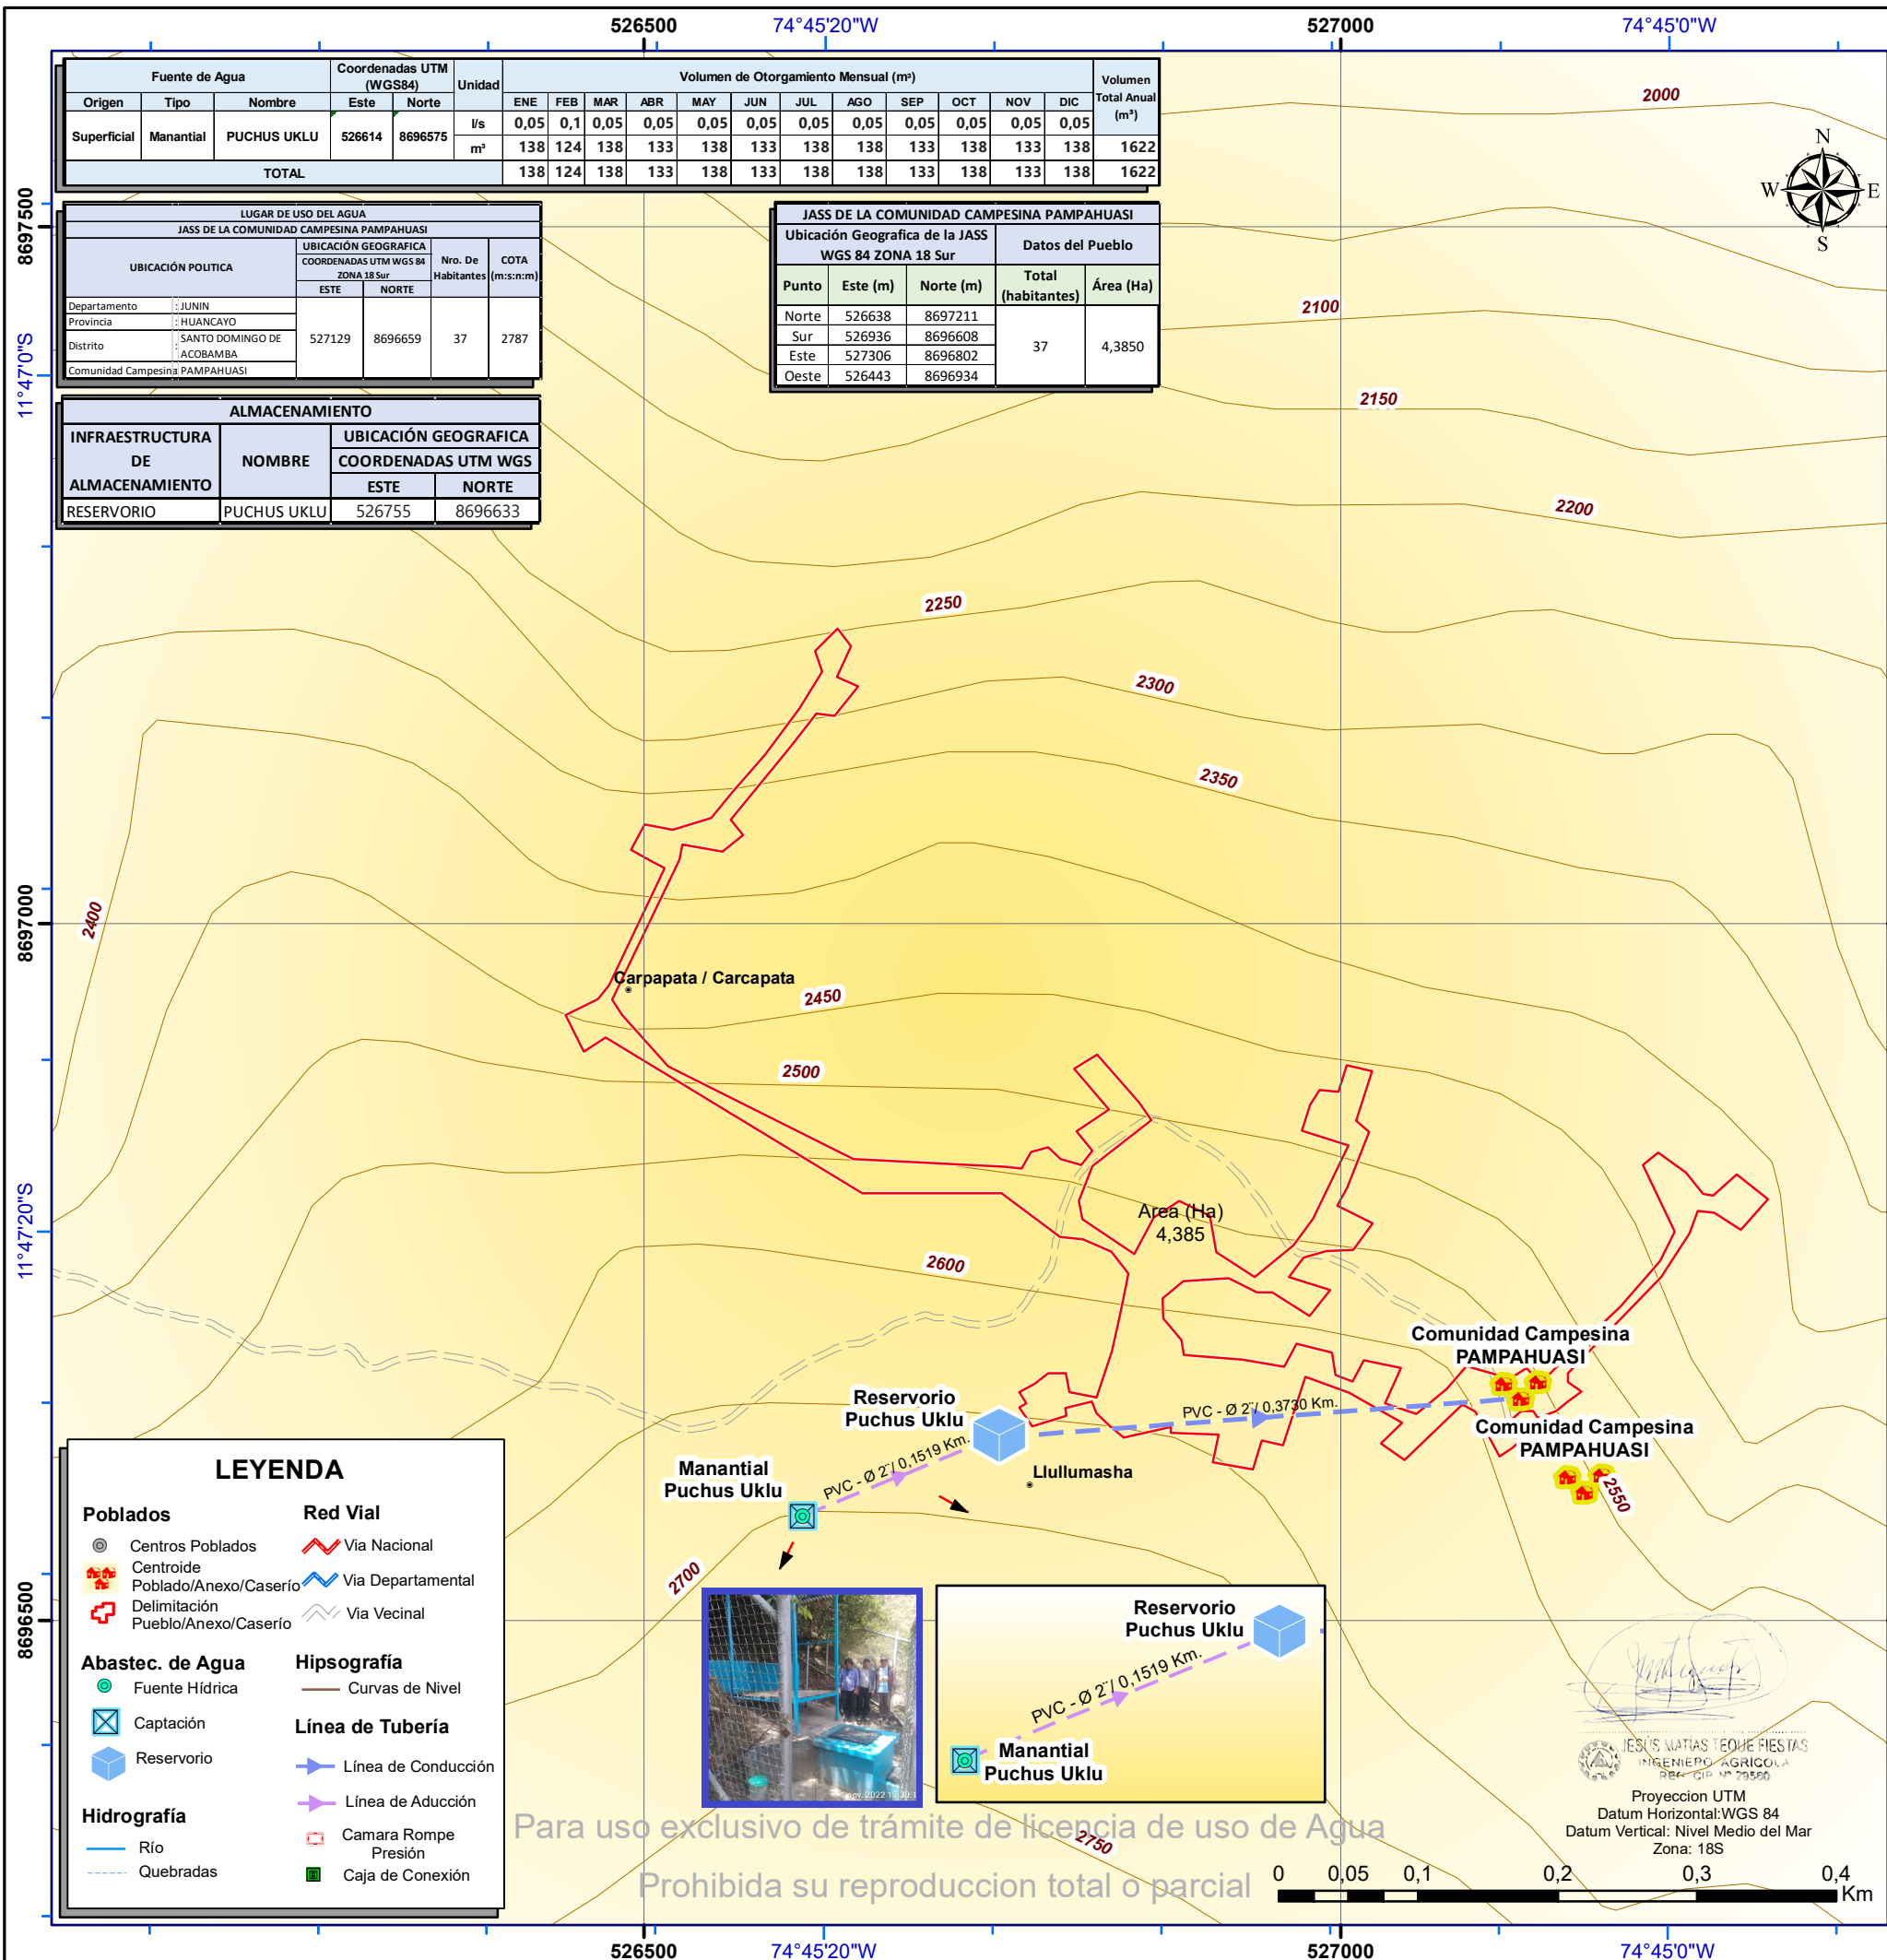 526500 74°45'20"W 527000 74°45'0"W
Fuente de Agua Coordenadas UTM (WGS84) Unidad Volumen de Otorgamiento Mensual (m³) Volumen Total Anual (m³)
Origen Tipo Nombre Este Norte ENE FEB MAR ABR MAY JUN JUL AGO SEP OCT NOV DIC
Superficial Manantial PUCHUS UKLU 526614 8696575
l/s 0,05 0,1 0,05 0,05 0,05 0,05 0,05 0,05 0,05 0,05 0,05 0,05
m³ 138 124 138 133 138 133 138 138 133 138 133 138 1622
TOTAL 138 124 138 133 138 133 138 138 133 138 133 138 1622
LUGAR DE USO DEL AGUA
JASS DE LA COMUNIDAD CAMPESINA PAMPAHUASI
UBICACIÓN POLITICA
UBICACIÓN GEOGRAFICA
COORDENADAS UTM WGS 84
ZONA 18 Sur
ESTE NORTE
Nro. De Habitantes
COTA (m:s:n:m)
Departamento : JUNIN
Provincia : HUANCAYO
Distrito : SANTO DOMINGO DE
ACOBAMBA
Comunidad Campesina PAMPAHUASI
527129 8696659 37 2787
JASS DE LA COMUNIDAD CAMPESINA PAMPAHUASI
Ubicación Geografica de la JASS
WGS 84 ZONA 18 Sur
Datos del Pueblo
Punto Este (m) Norte (m) Total (habitantes) Área (Ha)
Norte 526638 8697211
Sur 526936 8696608
Este 527306 8696802
Oeste 526443 8696934
37 4,3850
ALMACENAMIENTO
INFRAESTRUCTURA
DE
ALMACENAMIENTO
NOMBRE
UBICACIÓN GEOGRAFICA
COORDENADAS UTM WGS
ESTE NORTE
RESERVORIO PUCHUS UKLU 526755 8696633
N
W E
S
8697500
11°47'0"S
8697000
11°47'20"S
8696500
2000
2100
2150
2200
2250
2300
2350
2400
2450
2500
2600
2550
2700
2750
Carpapata / Carcapata
Area (Ha)
4,385
Comunidad Campesina
PAMPAHUASI
Comunidad Campesina
PAMPAHUASI
Reservorio
Puchus Uklu
PVC - Ø 2¨/ 0,3730 Km.
PVC - Ø 2¨/ 0,1519 Km.
Manantial
Puchus Uklu
Llullumasha
LEYENDA
Poblados
Centros Poblados
Centroide
Poblado/Anexo/Caserío
Delimitación
Pueblo/Anexo/Caserío
Abastec. de Agua
Fuente Hídrica
Captación
Reservorio
Hidrografía
Río
Quebradas
Red Vial
Via Nacional
Via Departamental
Via Vecinal
Hipsografía
Curvas de Nivel
Línea de Tubería
Línea de Conducción
Línea de Aducción
Camara Rompe
Presión
Caja de Conexión
Reservorio
Puchus Uklu
PVC - Ø 2¨/ 0,1519 Km.
Manantial
Puchus Uklu
JESÚS MATÍAS TEQUE FIESTAS
INGENIERO AGRÍCOLA
REG. CIP. N° 79560
Proyeccion UTM
Datum Horizontal:WGS 84
Datum Vertical: Nivel Medio del Mar
Zona: 18S
Para uso exclusivo de trámite de licencia de uso de Agua
Prohibida su reproduccion total o parcial
0 0,05 0,1 0,2 0,3 0,4
Km
526500 74°45'20"W 527000 74°45'0"W